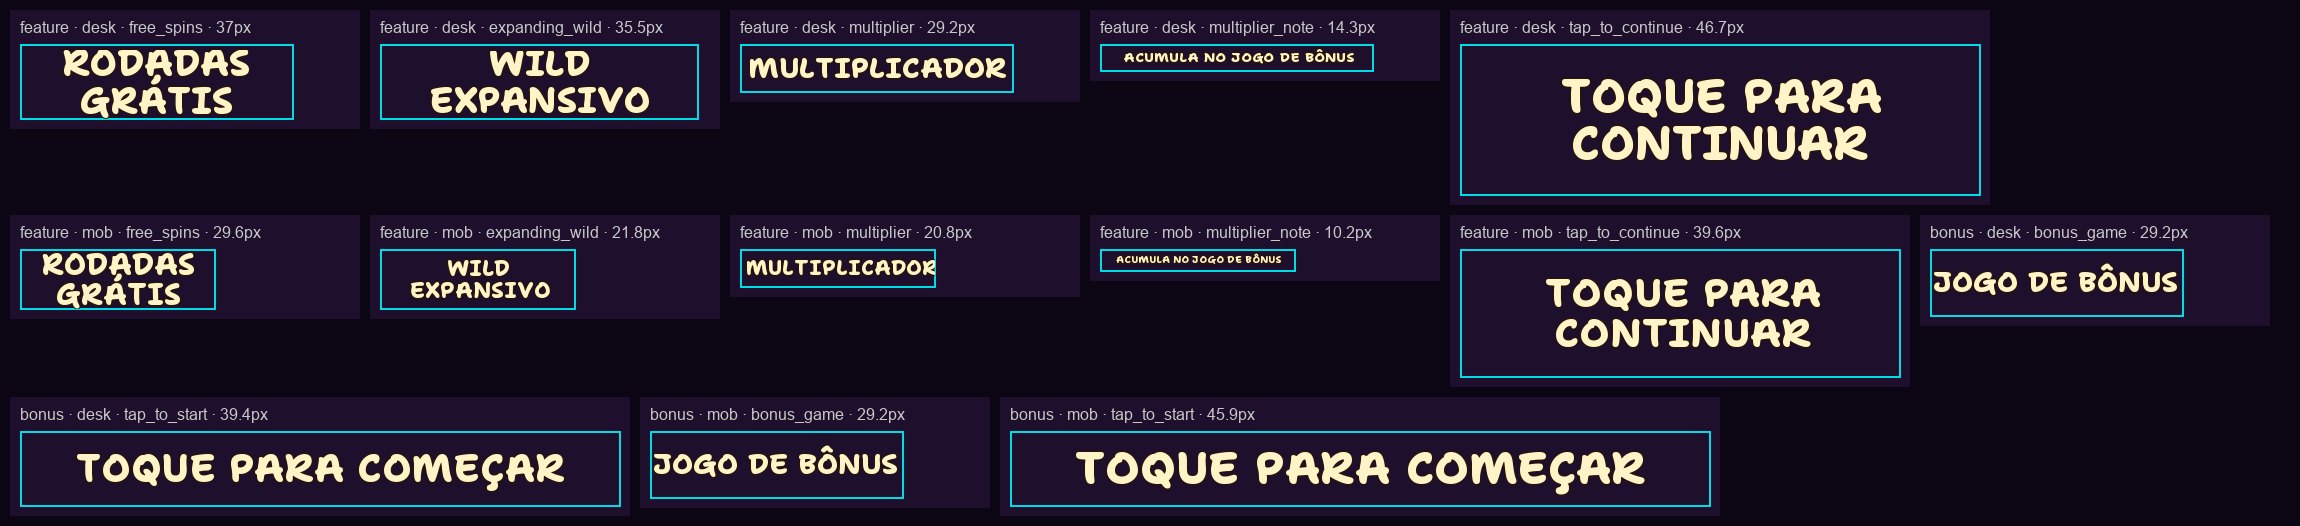 feature · desk · free_spins · 37px
RODADAS
GRÁTIS
feature · desk · expanding_wild · 35.5px
WILD
EXPANSIVO
feature · desk · multiplier · 29.2px
MULTIPLICADOR
feature · desk · multiplier_note · 14.3px
ACUMULA NO JOGO DE BÔNUS
feature · desk · tap_to_continue · 46.7px
TOQUE PARA
CONTINUAR
feature · mob · free_spins · 29.6px
RODADAS
GRÁTIS
feature · mob · expanding_wild · 21.8px
WILD
EXPANSIVO
feature · mob · multiplier · 20.8px
MULTIPLICADOR
feature · mob · multiplier_note · 10.2px
ACUMULA NO JOGO DE BÔNUS
feature · mob · tap_to_continue · 39.6px
TOQUE PARA
CONTINUAR
bonus · desk · bonus_game · 29.2px
JOGO DE BÔNUS
bonus · desk · tap_to_start · 39.4px
TOQUE PARA COMEÇAR
bonus · mob · bonus_game · 29.2px
JOGO DE BÔNUS
bonus · mob · tap_to_start · 45.9px
TOQUE PARA COMEÇAR